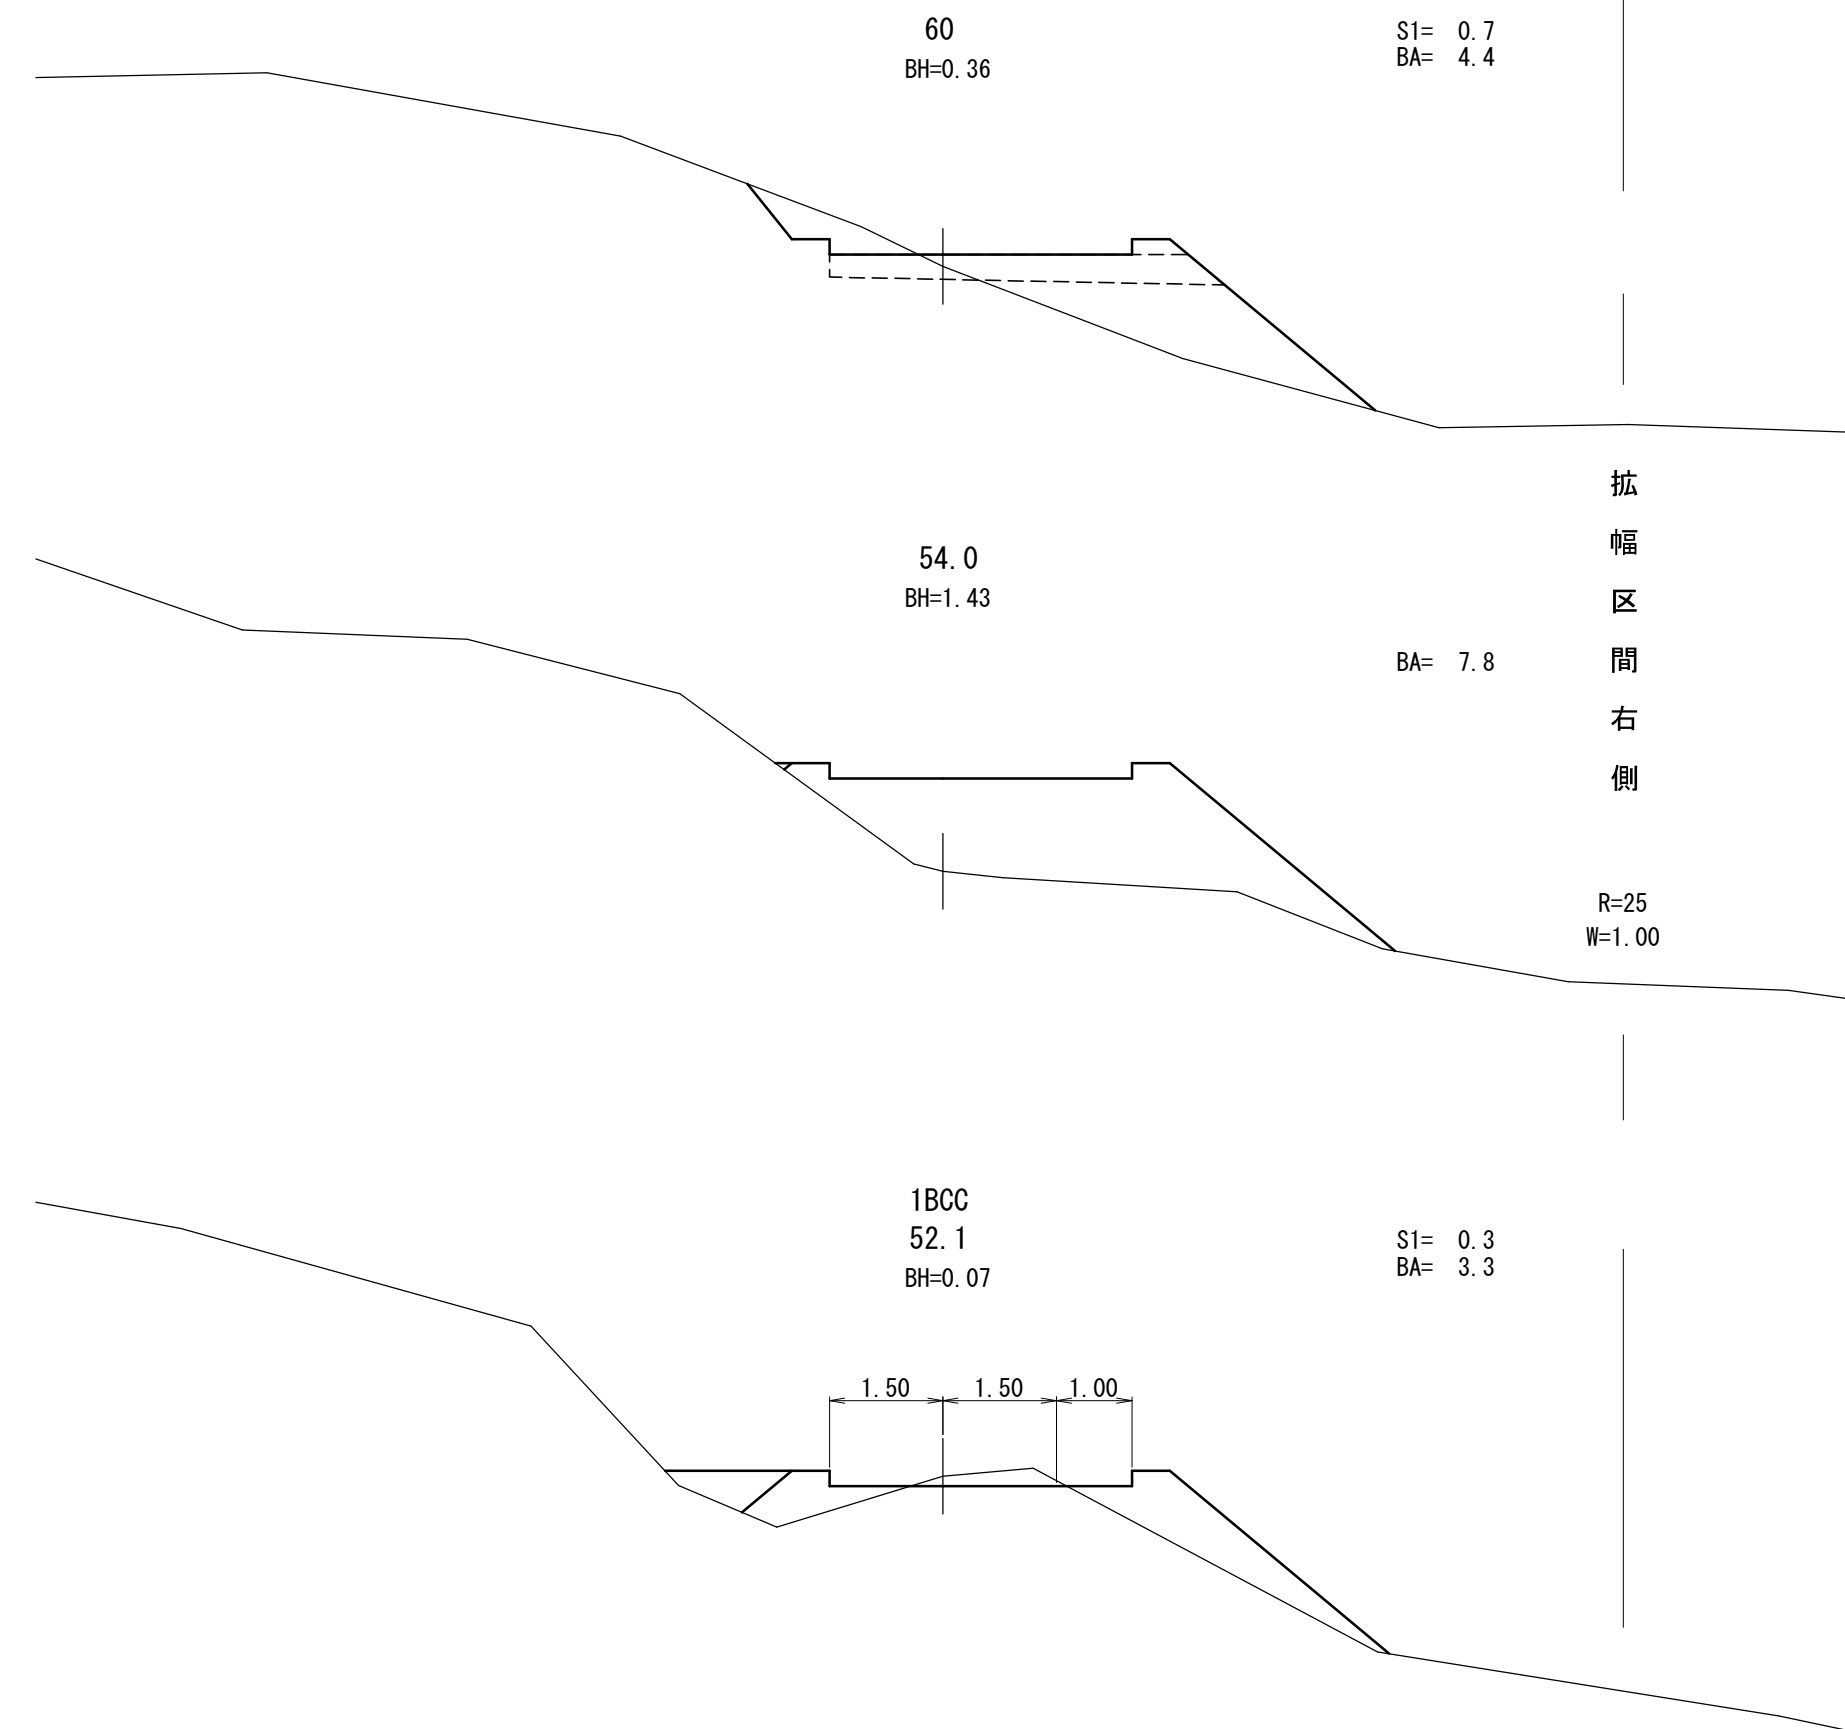 60
BH=0.36
S1= 0.7
BA= 4.4
54.0
BH=1.43
BA= 7.8
拡幅区間右側
R=25
W=1.00
1BCC
52.1
BH=0.07
S1= 0.3
BA= 3.3
1.50 1.50 1.00